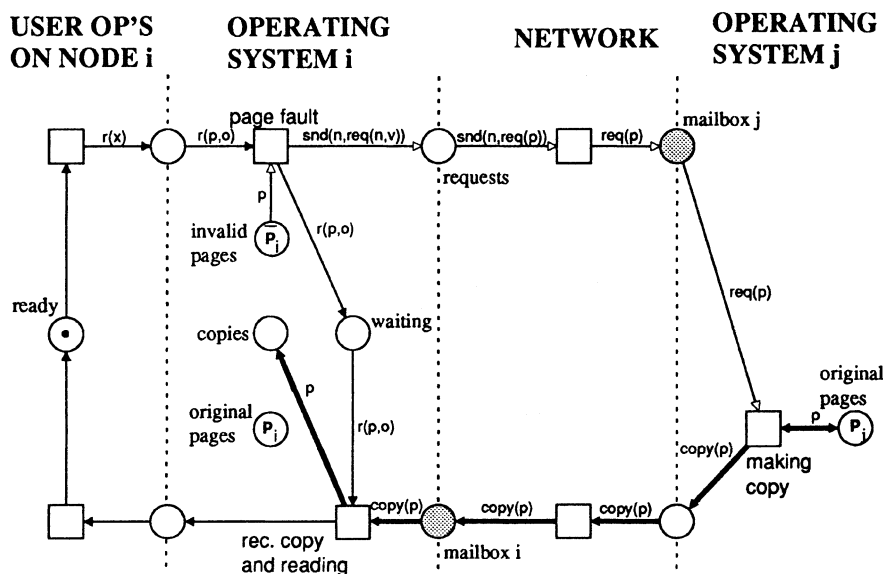 USER OP'S
ON NODE i
OPERATING
SYSTEM i
NETWORK
OPERATING
SYSTEM j
page fault
mailbox j
r(x)
r(p,o)
snd(n,req(n,v))
snd(n,req(p))
req(p)
requests
p
invalid
pages
P̅i
r(p,o)
req(p)
ready
copies
waiting
p
original
pages
Pi
r(p,o)
original
pages
p
Pj
copy(p)
making
copy
copy(p)
copy(p)
copy(p)
rec. copy
and reading
mailbox i